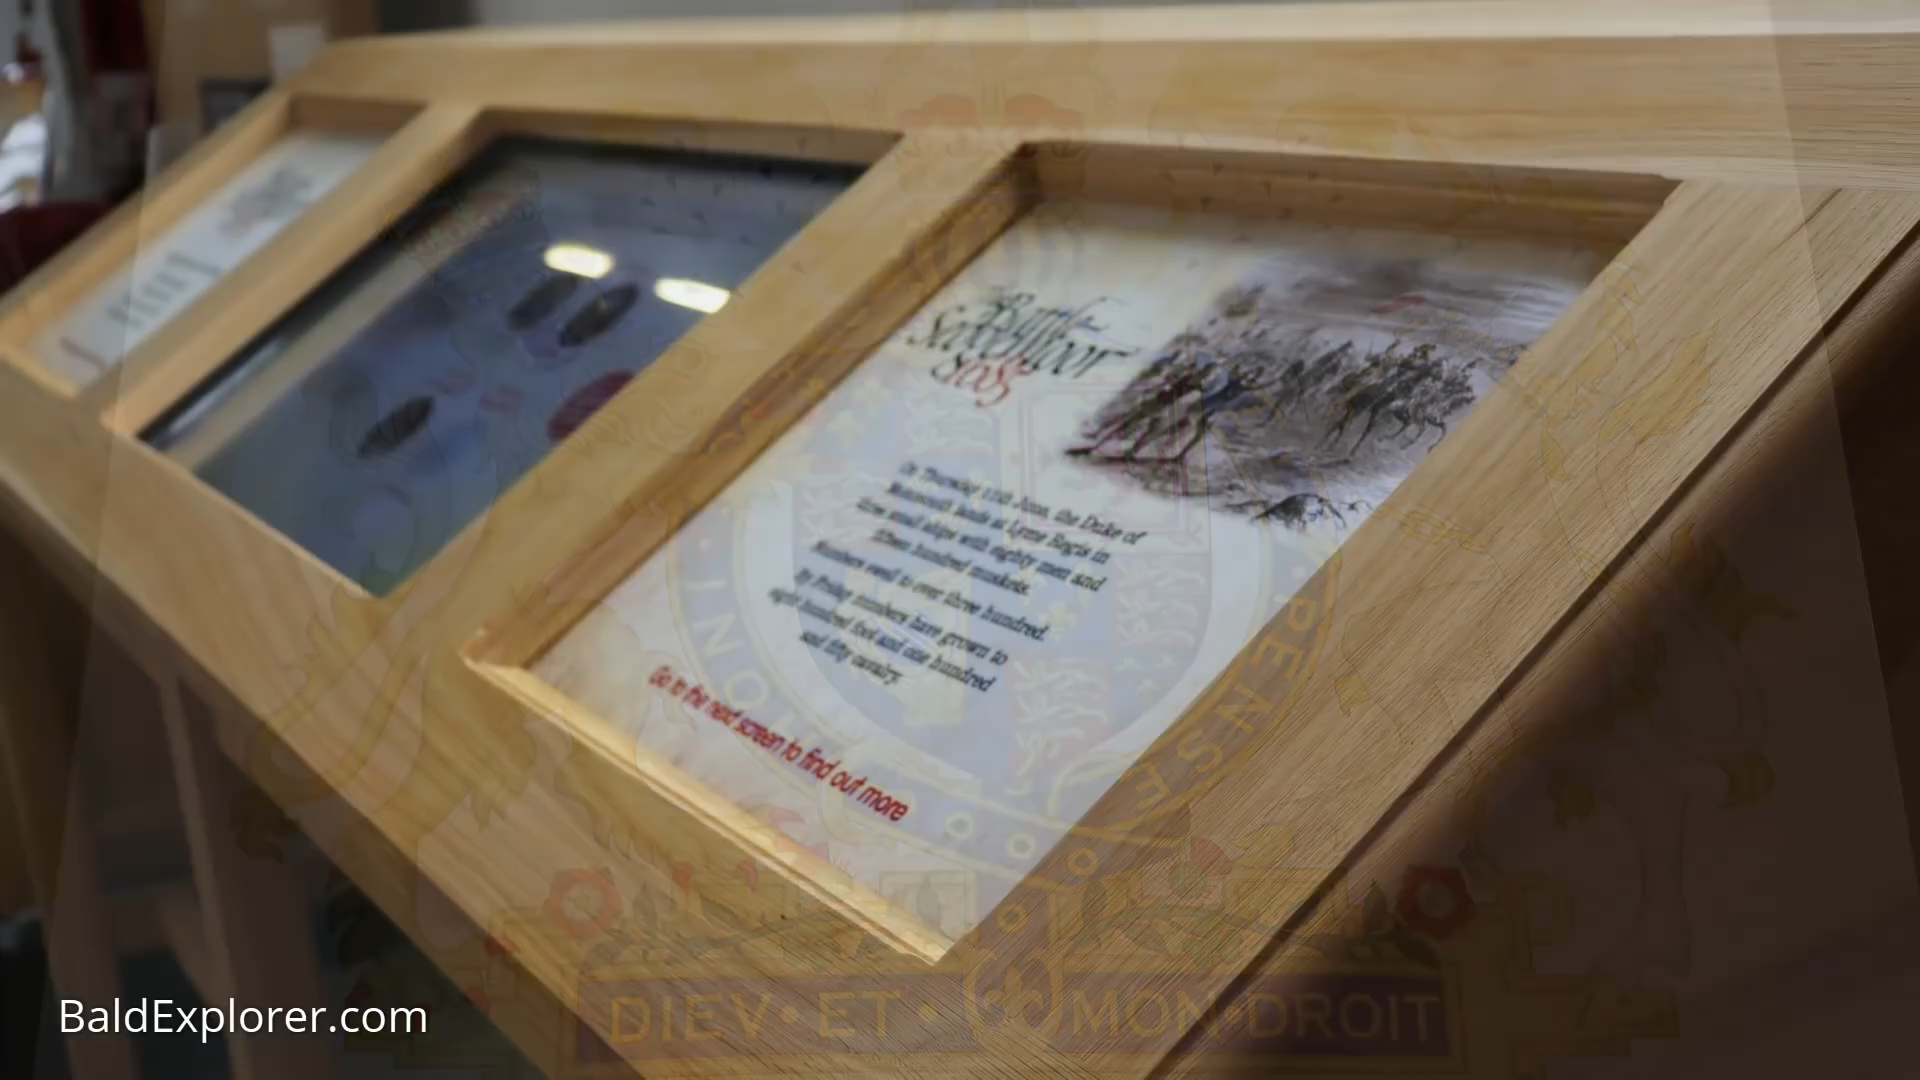 Battle
Sedgemoor
1685
On Thursday 11th June, the Duke of
Monmouth lands at Lyme Regis in
three small ships with eighty men and
fifteen hundred muskets.
Numbers swell to over three hundred.
By Friday numbers have grown to
eight hundred foot and one hundred
and fifty cavalry.
Go to the next screen to find out more
HONI
PENSE
DIEV · ET · MON · DROIT
BaldExplorer.com